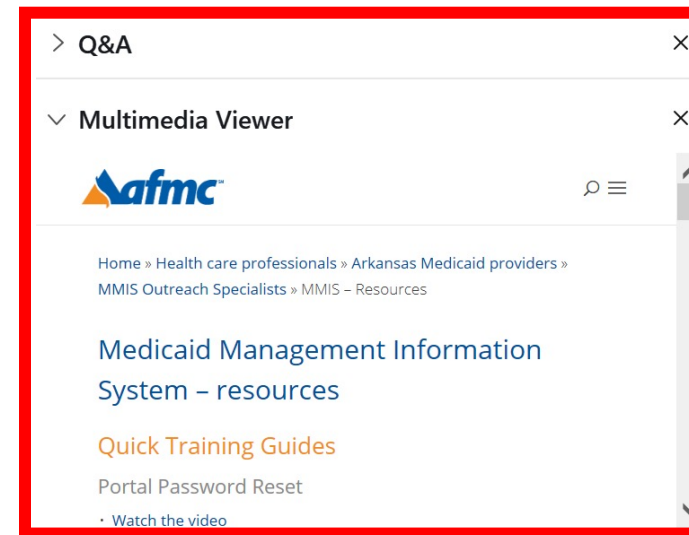 Q&A
Multimedia Viewer
afmc
Home » Health care professionals » Arkansas Medicaid providers »
MMIS Outreach Specialists » MMIS – Resources
Medicaid Management Information
System – resources
Quick Training Guides
Portal Password Reset
• Watch the video